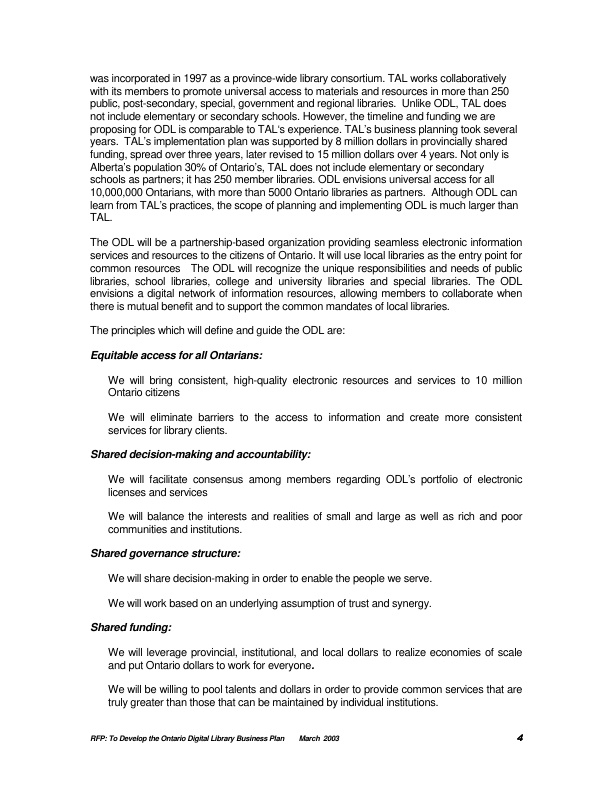 was incorporated in 1997 as a province-wide library consortium. TAL works collaboratively
with its members to promote universal access to materials and resources in more than 250
public, post-secondary, special, government and regional libraries.  Unlike ODL, TAL does
not include elementary or secondary schools. However, the timeline and funding we are
proposing for ODL is comparable to TAL's experience. TAL's business planning took several
years.  TAL's implementation plan was supported by 8 million dollars in provincially shared
funding, spread over three years, later revised to 15 million dollars over 4 years. Not only is
Alberta's population 30% of Ontario's, TAL does not include elementary or secondary
schools as partners; it has 250 member libraries. ODL envisions universal access for all
10,000,000 Ontarians, with more than 5000 Ontario libraries as partners.  Although ODL can
learn from TAL's practices, the scope of planning and implementing ODL is much larger than
TAL.
The ODL will be a partnership-based organization providing seamless electronic information
services and resources to the citizens of Ontario. It will use local libraries as the entry point for
common resources   The ODL will recognize the unique responsibilities and needs of public
libraries, school libraries, college and university libraries and special libraries. The ODL
envisions a digital network of information resources, allowing members to collaborate when
there is mutual benefit and to support the common mandates of local libraries.
The principles which will define and guide the ODL are:
Equitable access for all Ontarians:
We will bring consistent, high-quality electronic resources and services to 10 million
Ontario citizens
We will eliminate barriers to the access to information and create more consistent
services for library clients.
Shared decision-making and accountability:
We will facilitate consensus among members regarding ODL's portfolio of electronic
licenses and services
We will balance the interests and realities of small and large as well as rich and poor
communities and institutions.
Shared governance structure:
We will share decision-making in order to enable the people we serve.
We will work based on an underlying assumption of trust and synergy.
Shared funding:
We will leverage provincial, institutional, and local dollars to realize economies of scale
and put Ontario dollars to work for everyone.
We will be willing to pool talents and dollars in order to provide common services that are
truly greater than those that can be maintained by individual institutions.
RFP: To Develop the Ontario Digital Library Business Plan     March  2003     4